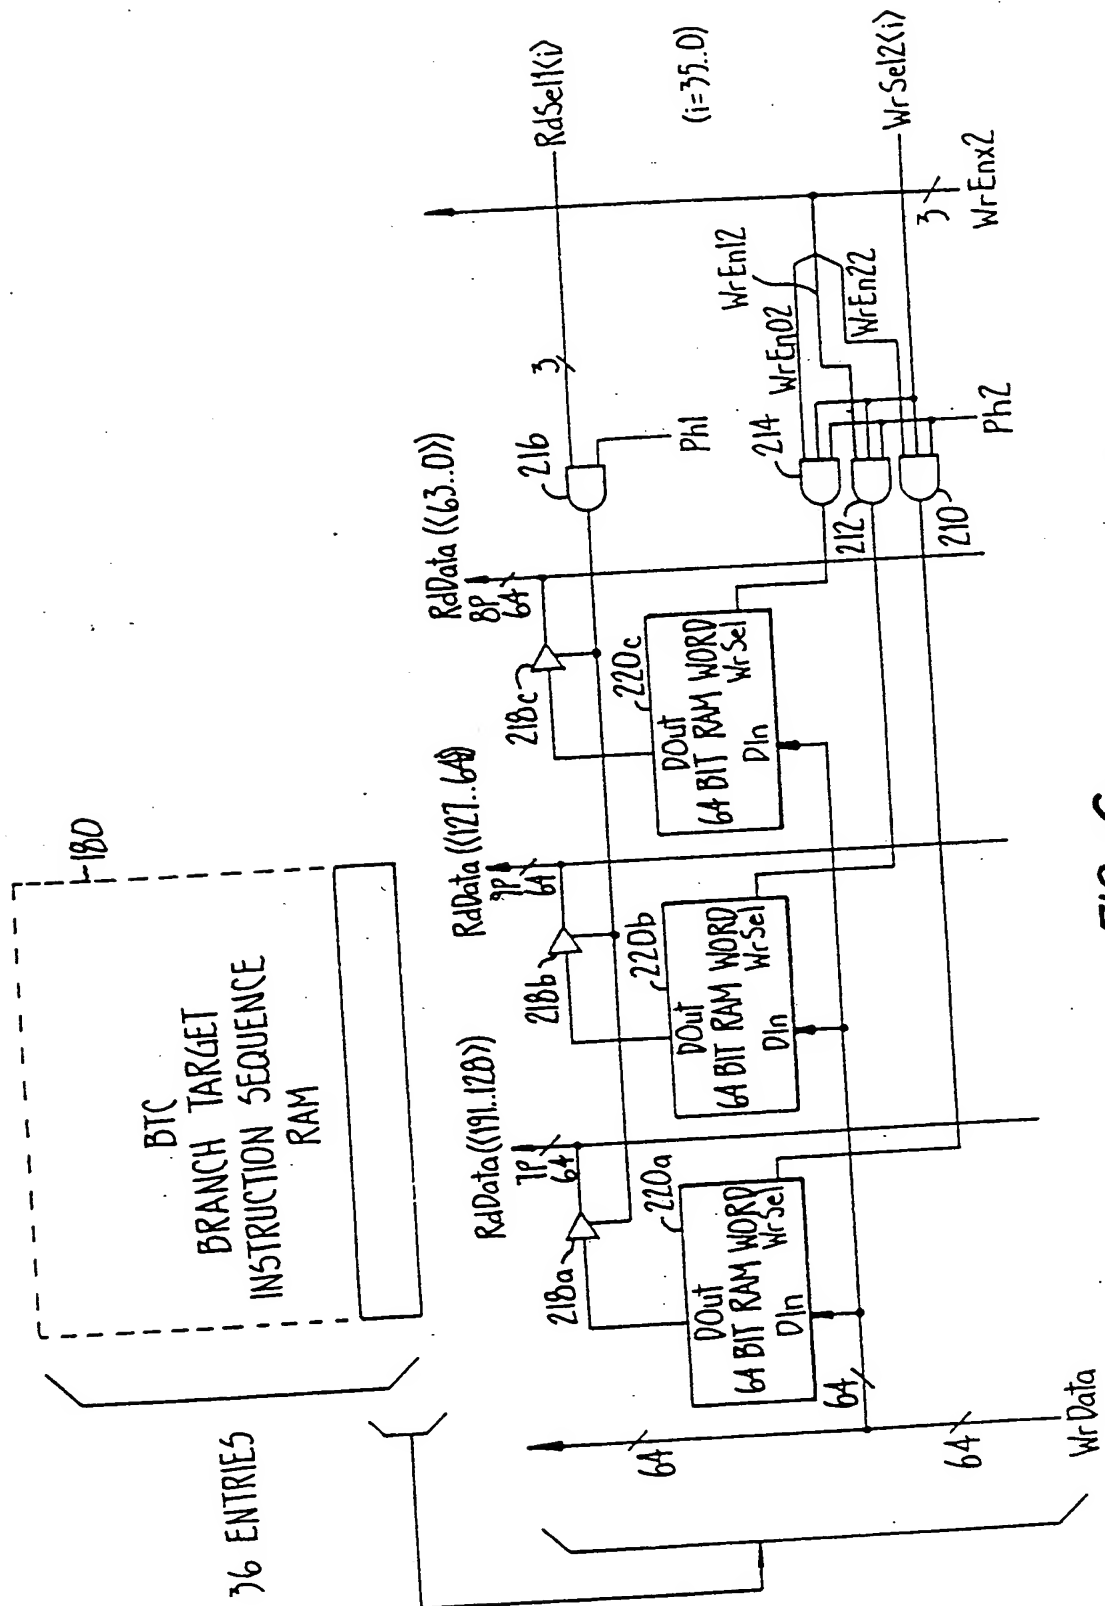 36 ENTRIES
BTC
BRANCH TARGET
INSTRUCTION SEQUENCE
RAM
180
RdData<<191..128>>
7P
64
RdData<<127..64>>
9P
64
RdData<<63..0>>
8P
64
218a
218b
218c
216
3
RdSel1<i>
Ph1
(i=35..0)
220a
DOut
64 BIT RAM WORD
WrSel
DIn
220b
DOut
64 BIT RAM WORD
WrSel
DIn
220c
DOut
64 BIT RAM WORD
WrSel
DIn
214
212
210
WrEn02
WrEn12
WrEn22
WrSel2<i>
Ph2
3
WrEnx2
64
64
64
WrData